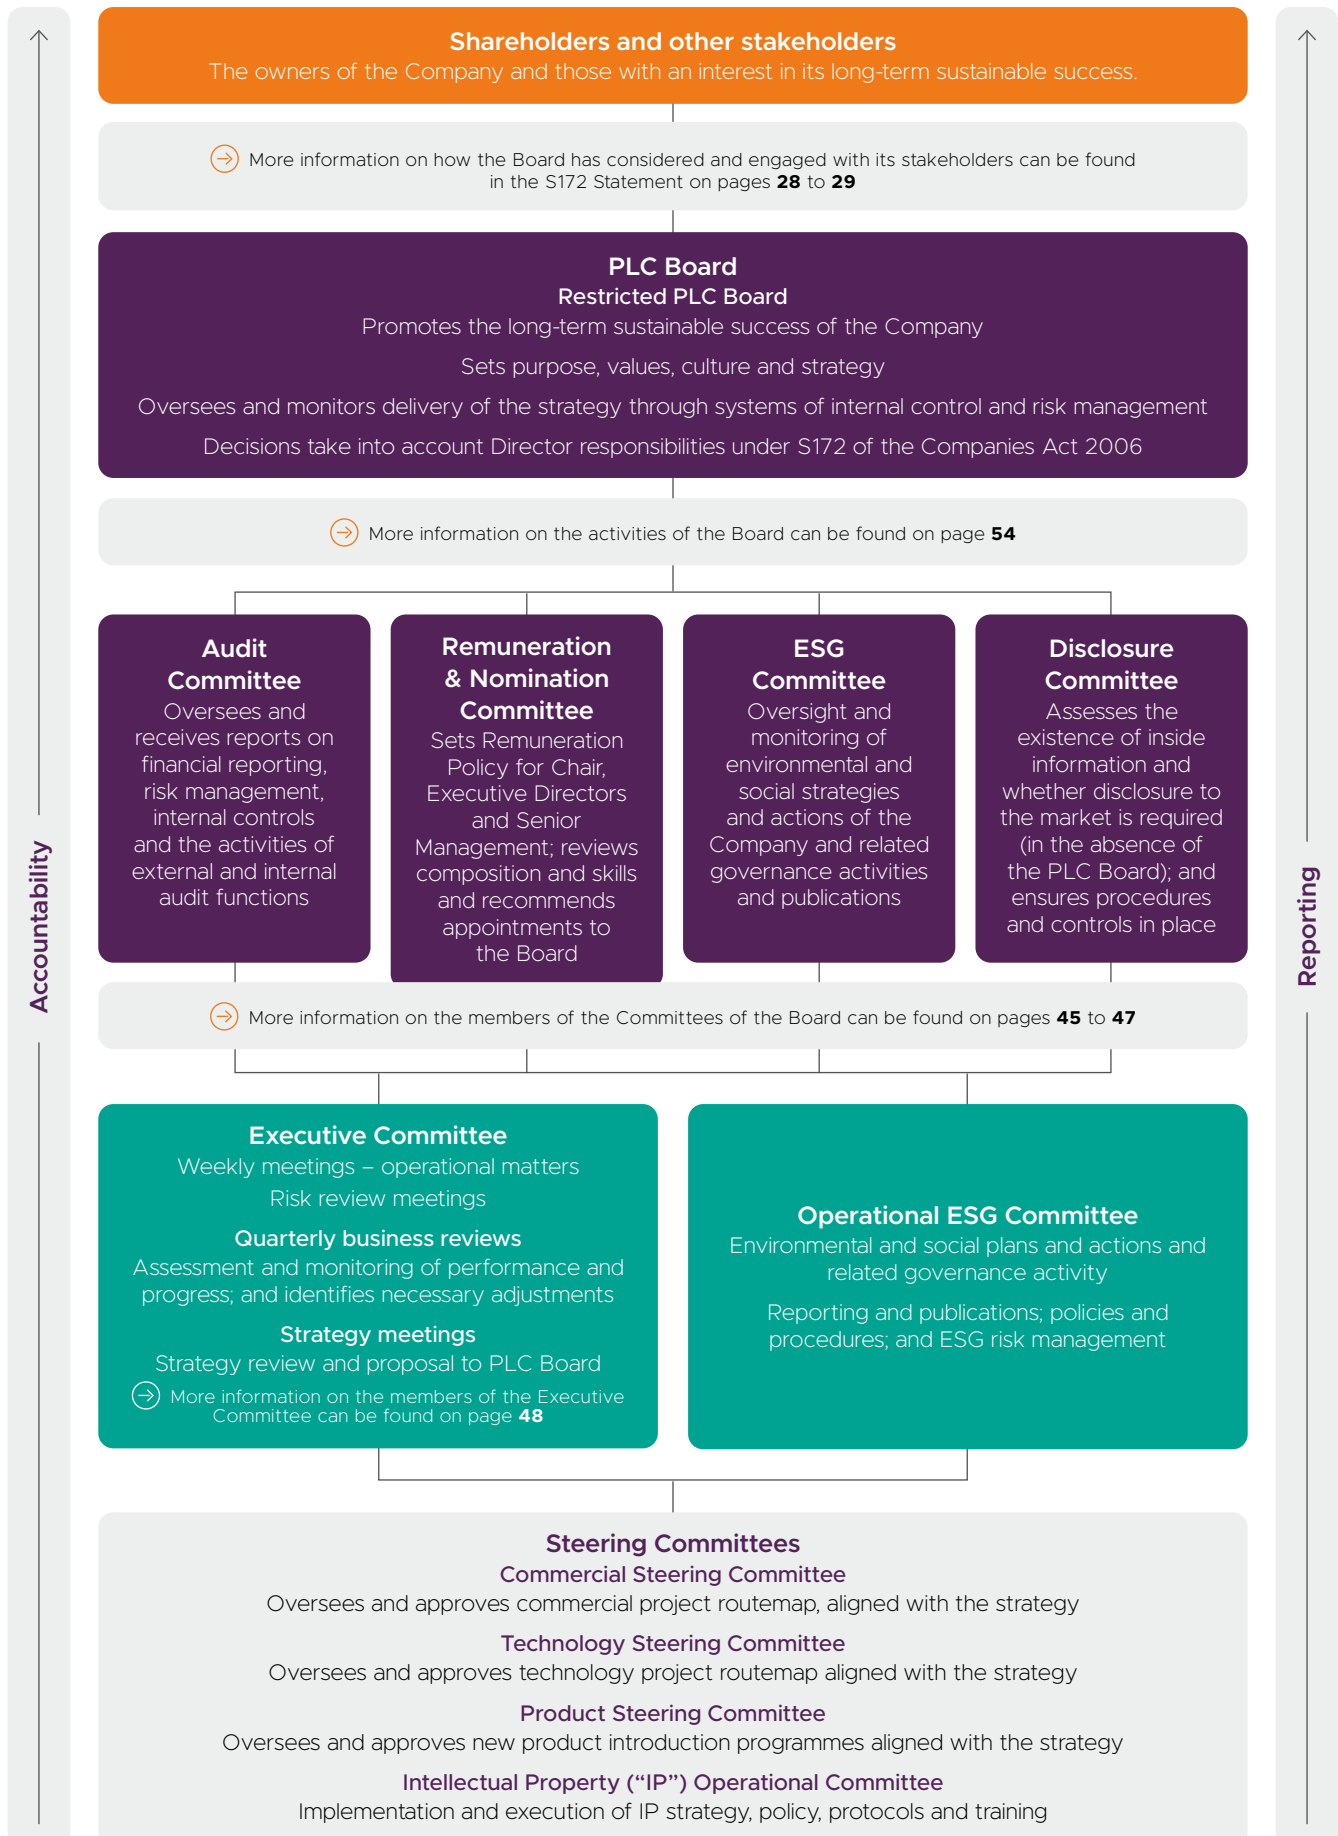 Shareholders and other stakeholders
The owners of the Company and those with an interest in its long-term sustainable success.
More information on how the Board has considered and engaged with its stakeholders can be found
in the S172 Statement on pages 28 to 29
PLC Board
Restricted PLC Board
Promotes the long-term sustainable success of the Company
Sets purpose, values, culture and strategy
Oversees and monitors delivery of the strategy through systems of internal control and risk management
Decisions take into account Director responsibilities under S172 of the Companies Act 2006
More information on the activities of the Board can be found on page 54
Audit
Committee
Oversees and
receives reports on
financial reporting,
risk management,
internal controls
and the activities of
external and internal
audit functions
Remuneration
& Nomination
Committee
Sets Remuneration
Policy for Chair,
Executive Directors
and Senior
Management; reviews
composition and skills
and recommends
appointments to
the Board
ESG
Committee
Oversight and
monitoring of
environmental and
social strategies
and actions of the
Company and related
governance activities
and publications
Disclosure
Committee
Assesses the
existence of inside
information and
whether disclosure to
the market is required
(in the absence of
the PLC Board); and
ensures procedures
and controls in place
Accountability
Reporting
More information on the members of the Committees of the Board can be found on pages 45 to 47
Executive Committee
Weekly meetings – operational matters
Risk review meetings
Quarterly business reviews
Assessment and monitoring of performance and
progress; and identifies necessary adjustments
Strategy meetings
Strategy review and proposal to PLC Board
More information on the members of the Executive
Committee can be found on page 48
Operational ESG Committee
Environmental and social plans and actions and
related governance activity
Reporting and publications; policies and
procedures; and ESG risk management
Steering Committees
Commercial Steering Committee
Oversees and approves commercial project routemap, aligned with the strategy
Technology Steering Committee
Oversees and approves technology project routemap aligned with the strategy
Product Steering Committee
Oversees and approves new product introduction programmes aligned with the strategy
Intellectual Property (“IP”) Operational Committee
Implementation and execution of IP strategy, policy, protocols and training